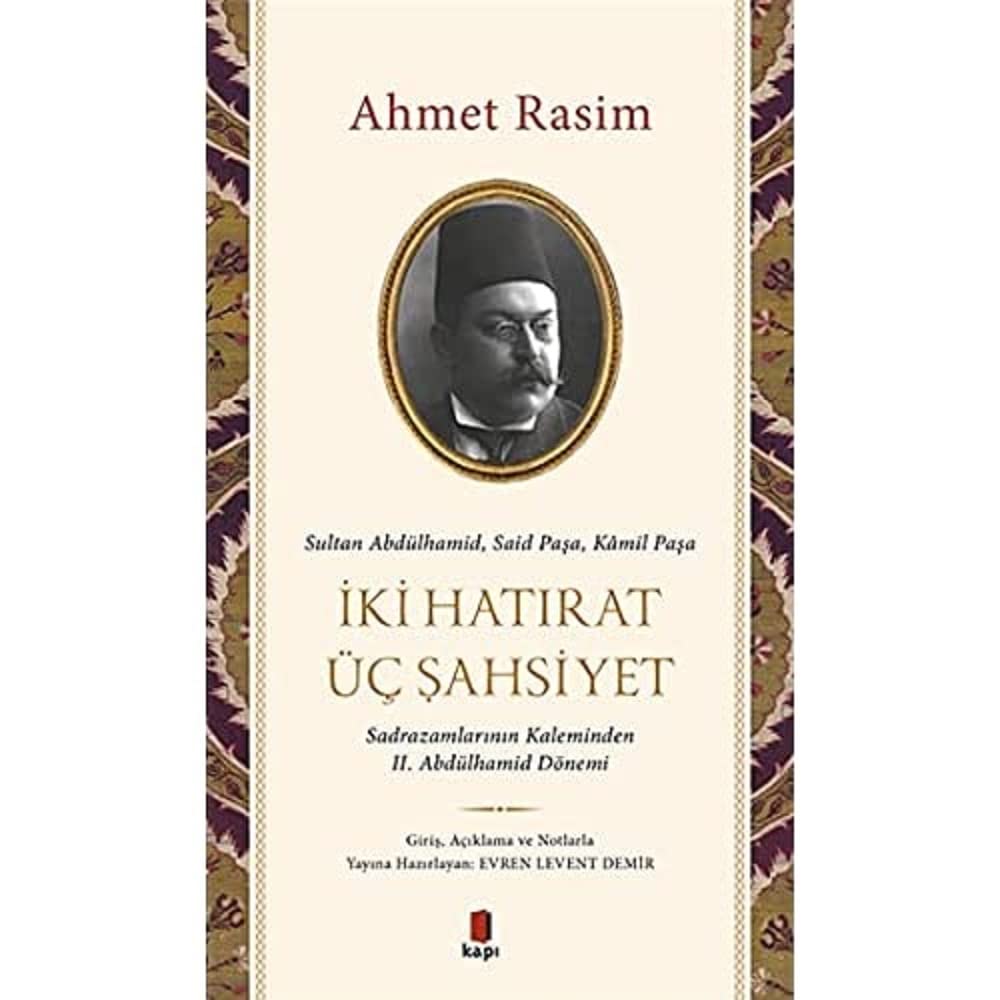 Ahmet Rasim
Sultan Abdülhamid, Said Paşa, Kâmil Paşa
İKİ HATIRAT
ÜÇ ŞAHSİYET
Sadrazamlarının Kaleminden
II. Abdülhamid Dönemi
Giriş, Açıklama ve Notlarla
Yayına Hazırlayan: EVREN LEVENT DEMİR
kapı